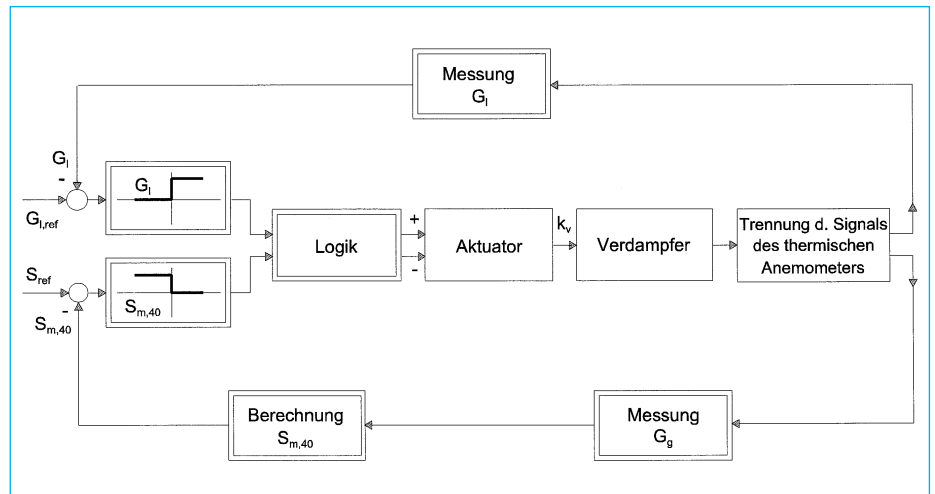 Messung
G_l
G_l
-
G_l,ref
G_l
S_ref
-
S_m,40
S_m,40
Logik
+
-
Aktuator
k_v
Verdampfer
Trennung d. Signals
des thermischen
Anemometers
Berechnung
S_m,40
Messung
G_g